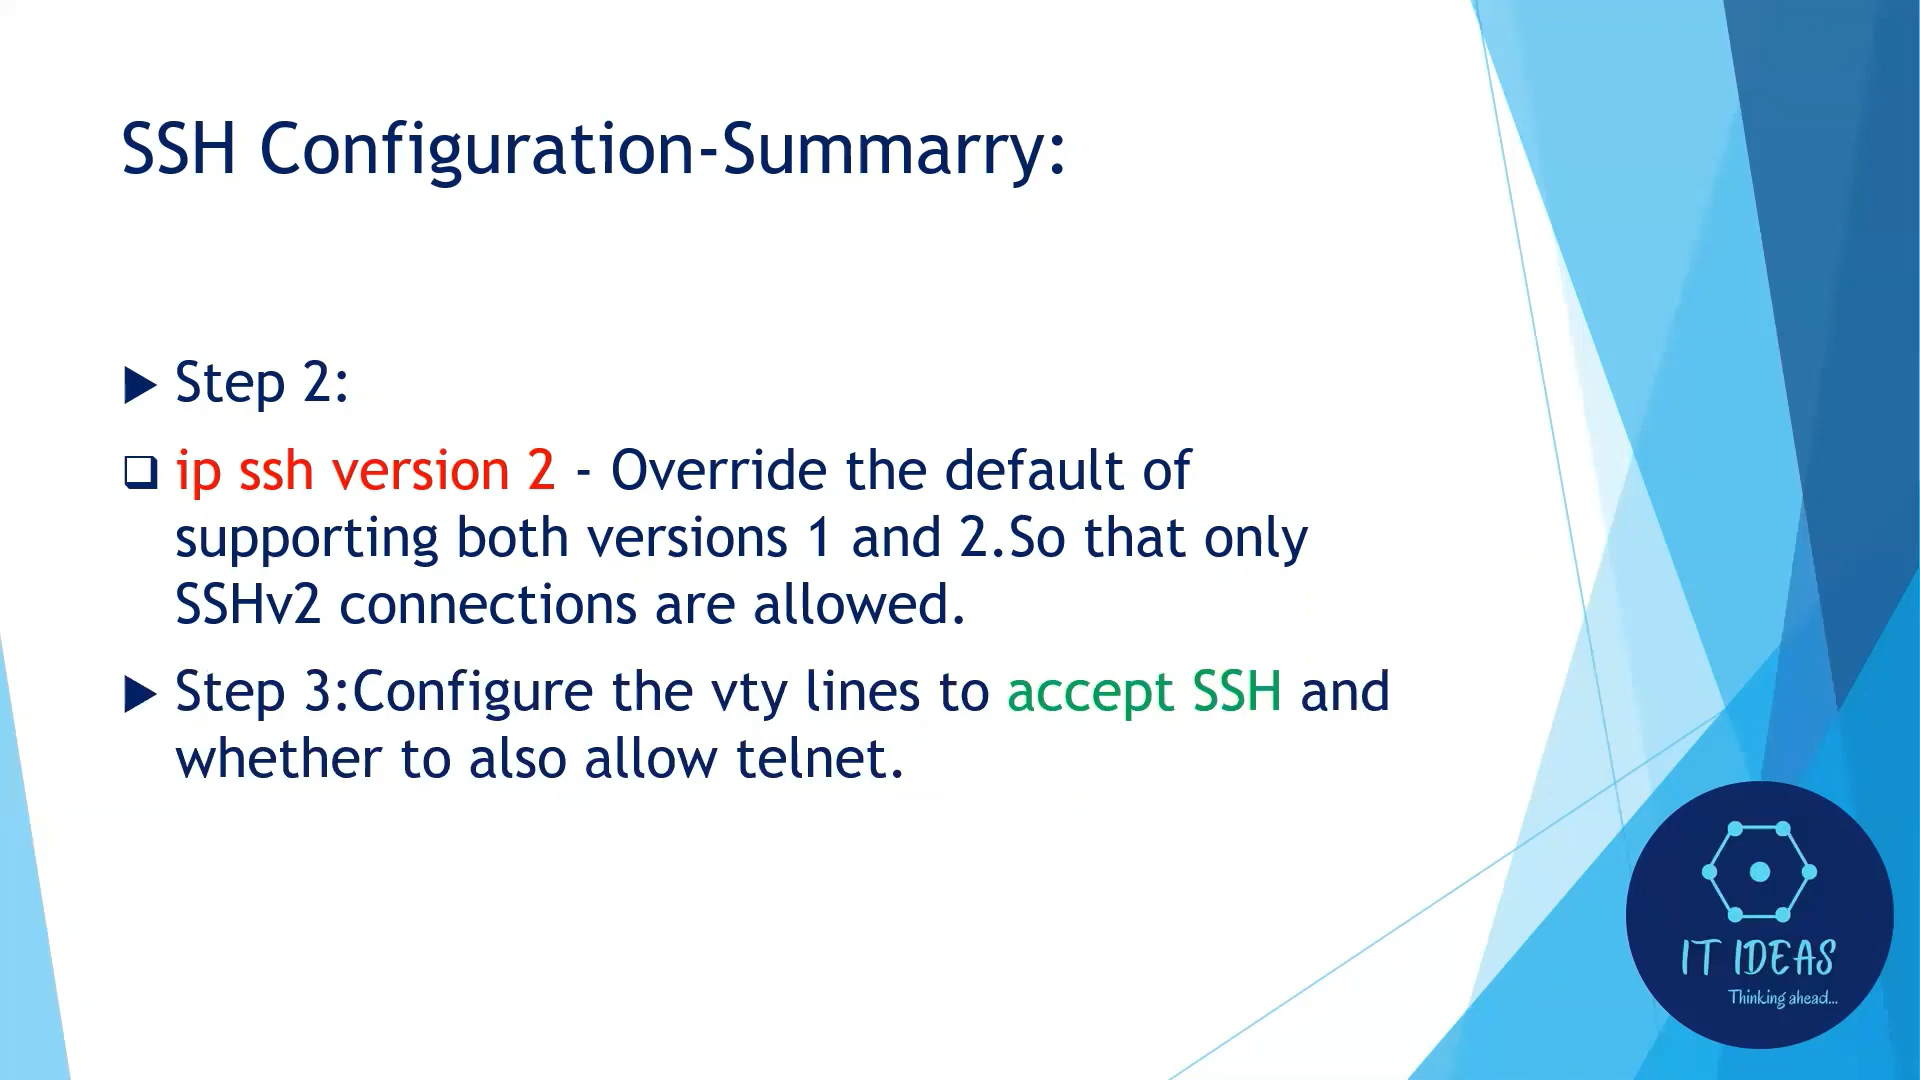 SSH Configuration-Summarry:
Step 2:
ip ssh version 2 - Override the default of
supporting both versions 1 and 2.So that only
SSHv2 connections are allowed.
Step 3:Configure the vty lines to accept SSH and
whether to also allow telnet.
IT IDEAS
Thinking ahead...